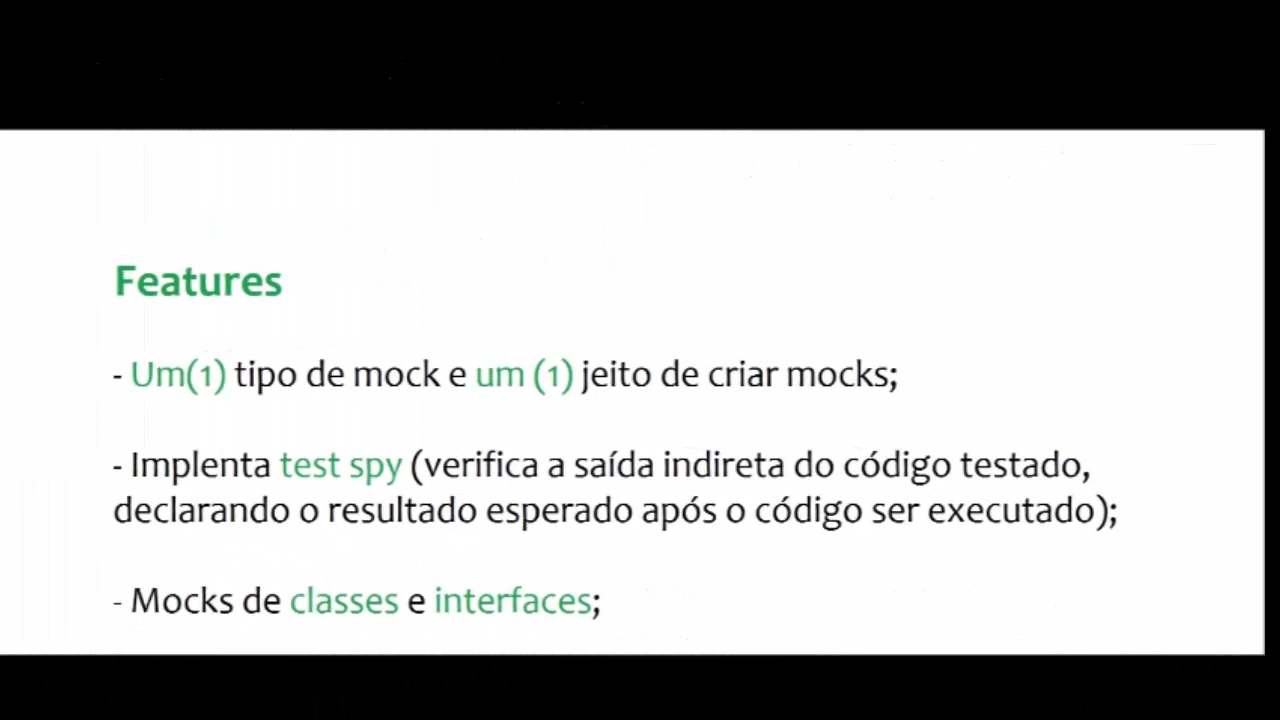 Features
- Um(1) tipo de mock e um (1) jeito de criar mocks;
- Implenta test spy (verifica a saída indireta do código testado,
declarando o resultado esperado após o código ser executado);
- Mocks de classes e interfaces;